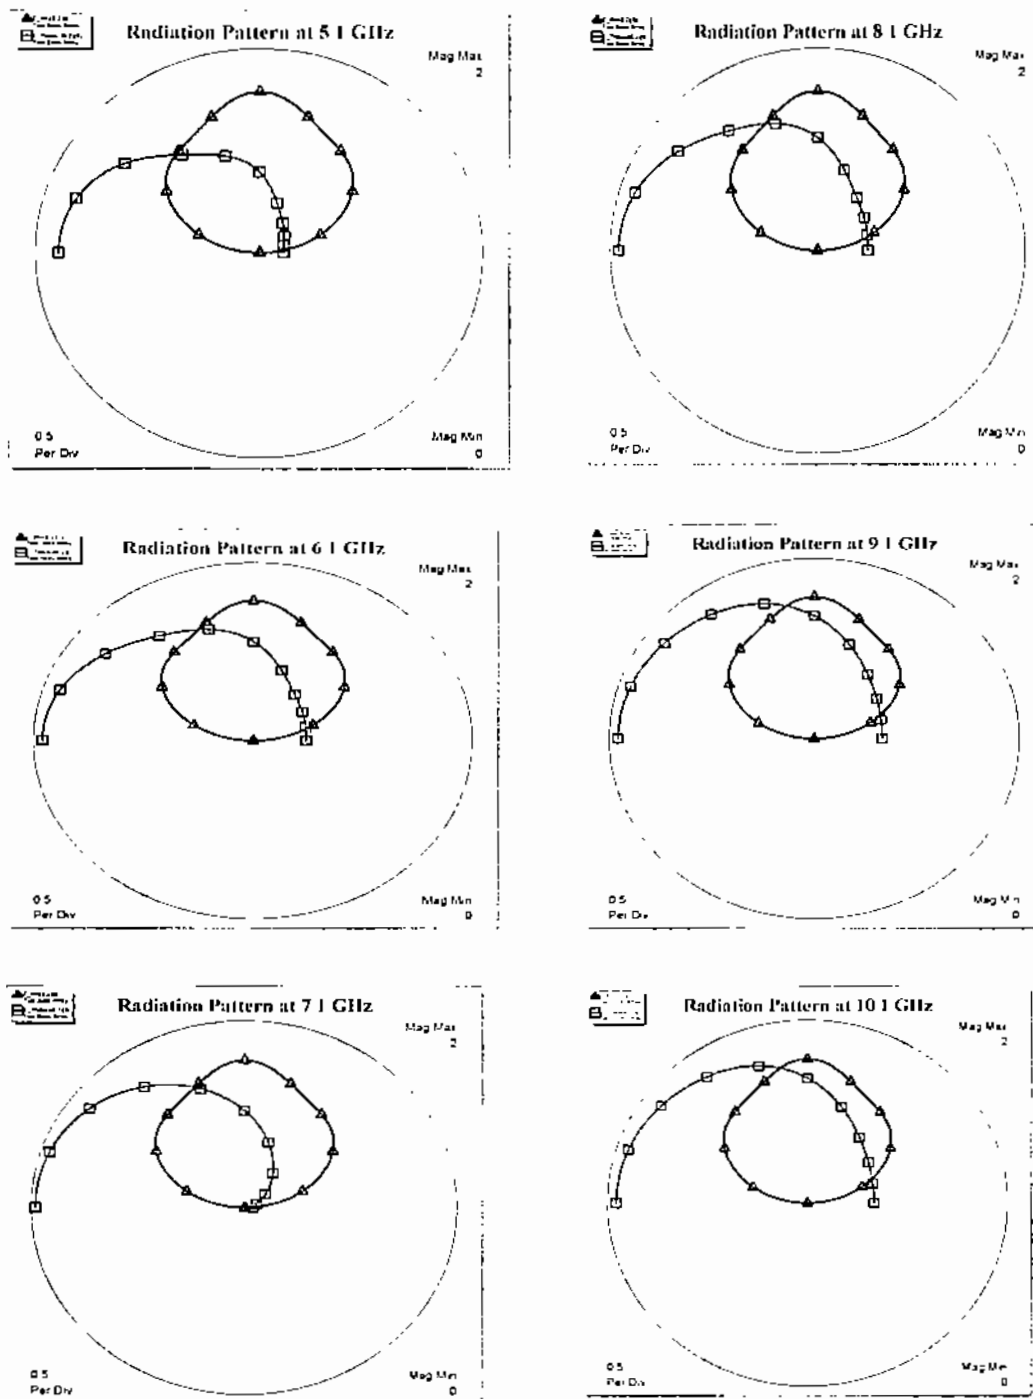 Radiation Pattern at 5 1 GHz
Mag Max
2
0 5
Per Div
Mag Min
0
Radiation Pattern at 8 1 GHz
Mag Max
2
0 5
Per Div
Mag Min
0
Radiation Pattern at 6 1 GHz
Mag Max
2
0 5
Per Div
Mag Min
0
Radiation Pattern at 9 1 GHz
Mag Max
2
0 5
Per Div
Mag Min
0
Radiation Pattern at 7 1 GHz
Mag Max
2
0 5
Per Div
Mag Min
0
Radiation Pattern at 10 1 GHz
Mag Max
2
0 5
Per Div
Mag Min
0